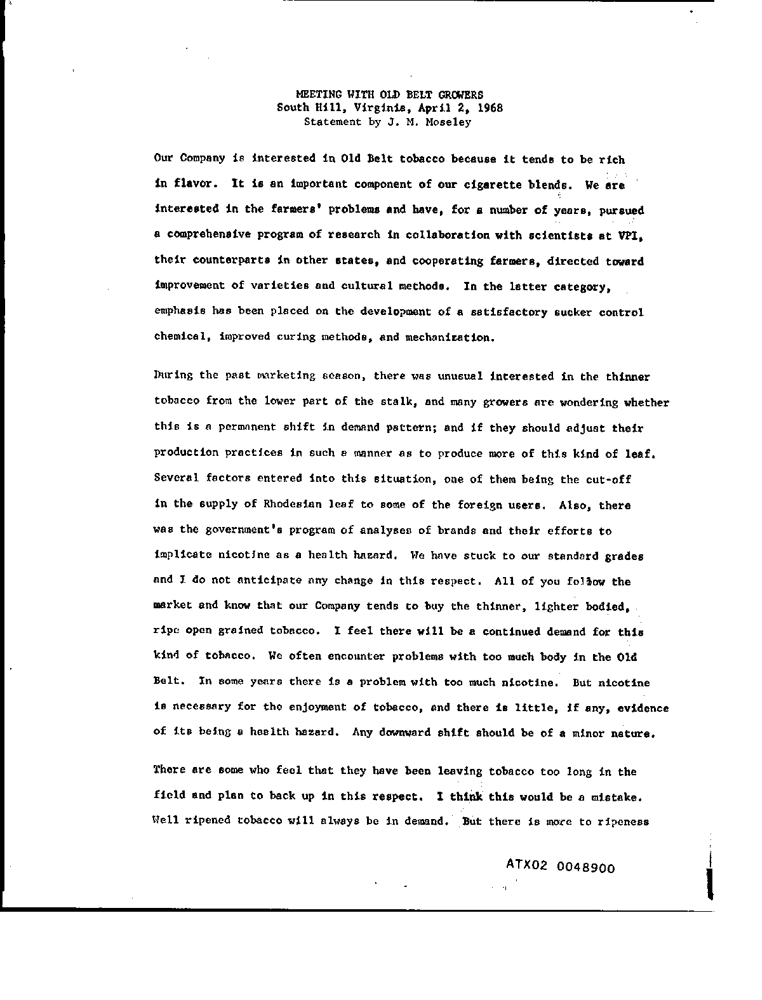 MEETING WITH OLD BELT GROWERS
South Hill, Virginia, April 2, 1968
Statement by J. M. Moseley
Our Company is interested in Old Belt tobacco because it tends to be rich
in flavor. It is an important component of our cigarette blends. We are
interested in the farmers' problems and have, for a number of years, pursued
a comprehensive program of research in collaboration with scientists at VPI,
their counterparts in other states, and cooperating farmers, directed toward
improvement of varieties and cultural methods. In the latter category,
emphasis has been placed on the development of a satisfactory sucker control
chemical, improved curing methods, and mechanization.
During the past marketing season, there was unusual interested in the thinner
tobacco from the lower part of the stalk, and many growers are wondering whether
this is a permanent shift in demand pattern; and if they should adjust their
production practices in such a manner as to produce more of this kind of leaf.
Several factors entered into this situation, one of them being the cut-off
in the supply of Rhodesian leaf to some of the foreign users. Also, there
was the government's program of analyses of brands and their efforts to
implicate nicotine as a health hazard. We have stuck to our standard grades
and I do not anticipate any change in this respect. All of you follow the
market and know that our Company tends to buy the thinner, lighter bodied,
ripe open grained tobacco. I feel there will be a continued demand for this
kind of tobacco. We often encounter problems with too much body in the Old
Belt. In some years there is a problem with too much nicotine. But nicotine
is necessary for the enjoyment of tobacco, and there is little, if any, evidence
of its being a health hazard. Any downward shift should be of a minor nature.
There are some who feel that they have been leaving tobacco too long in the
field and plan to back up in this respect. I think this would be a mistake.
Well ripened tobacco will always be in demand. But there is more to ripeness
ATX02 0048900